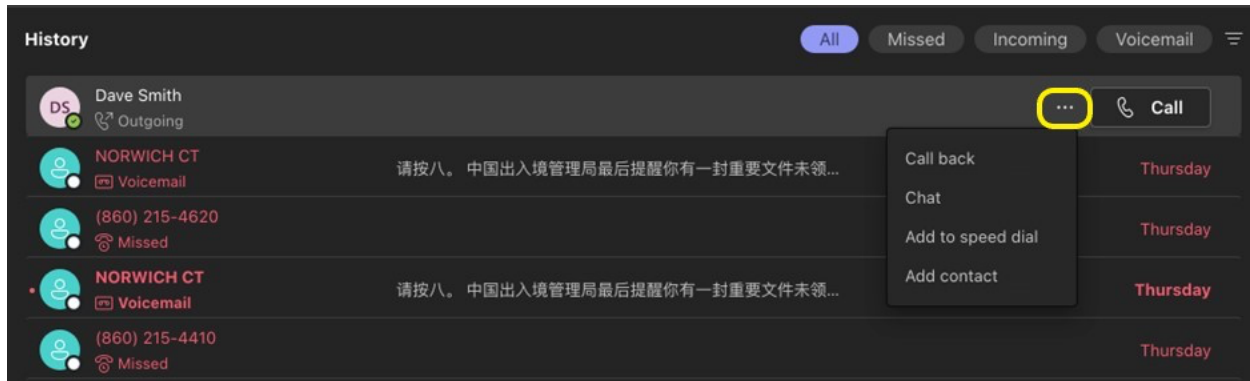 History
All Missed Incoming Voicemail
DS Dave Smith
Outgoing
... Call
Call back
Chat
Add to speed dial
Add contact
NORWICH CT
Voicemail
请按八。 中国出入境管理局最后提醒你有一封重要文件未领...
Thursday
(860) 215-4620
Missed
Thursday
NORWICH CT
Voicemail
请按八。 中国出入境管理局最后提醒你有一封重要文件未领...
Thursday
(860) 215-4410
Missed
Thursday